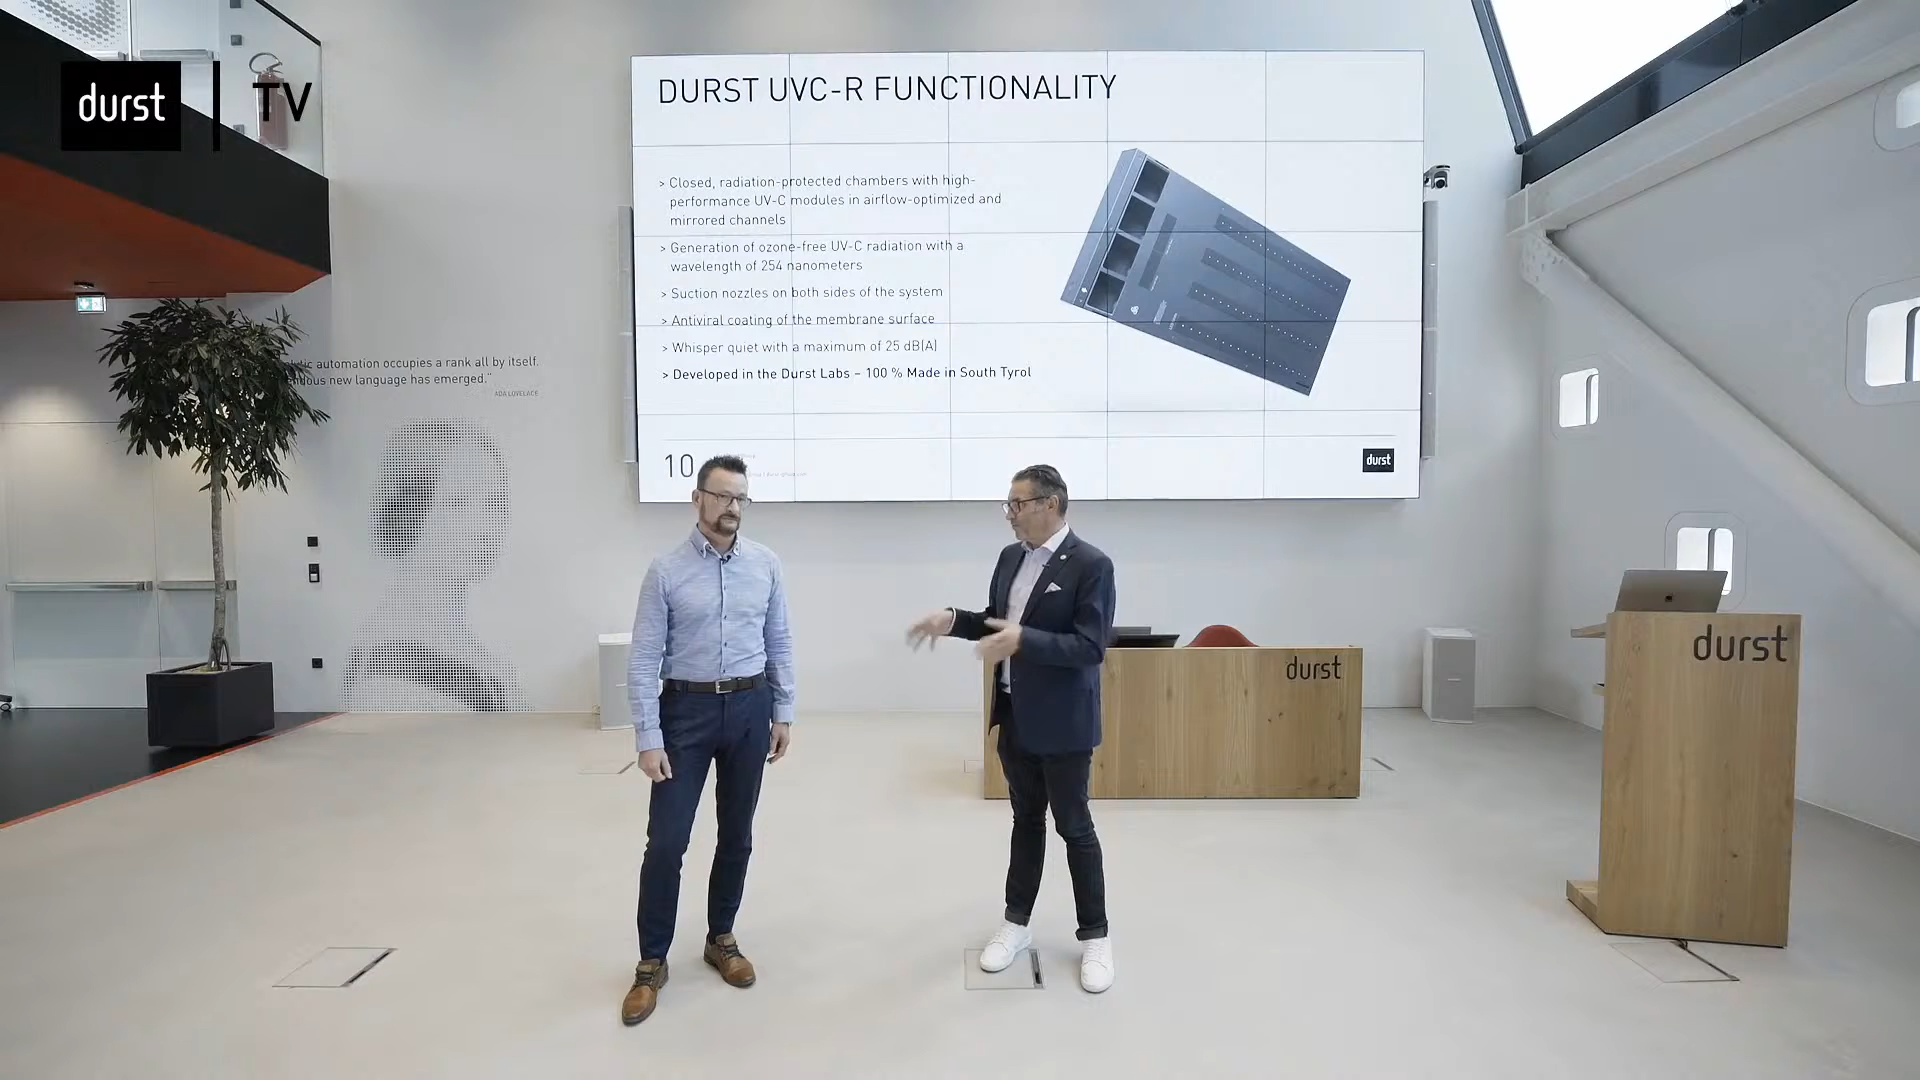 durst
TV
DURST UVC-R FUNCTIONALITY
> Closed, radiation-protected chambers with high-
performance UV-C modules in airflow-optimized and
mirrored channels
> Generation of ozone-free UV-C radiation with a
wavelength of 254 nanometers
> Suction nozzles on both sides of the system
> Antiviral coating of the membrane surface
> Whisper quiet with a maximum of 25 dB(A)
> Developed in the Durst Labs – 100 % Made in South Tyrol
10
durst
automation occupies a rank all by itself.
new language has emerged."
ADA LOVELACE
durst
durst